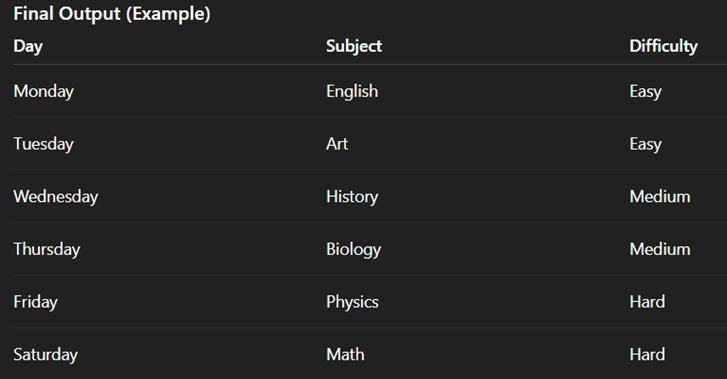 Final Output (Example)
Day Subject Difficulty
Monday English Easy
Tuesday Art Easy
Wednesday History Medium
Thursday Biology Medium
Friday Physics Hard
Saturday Math Hard